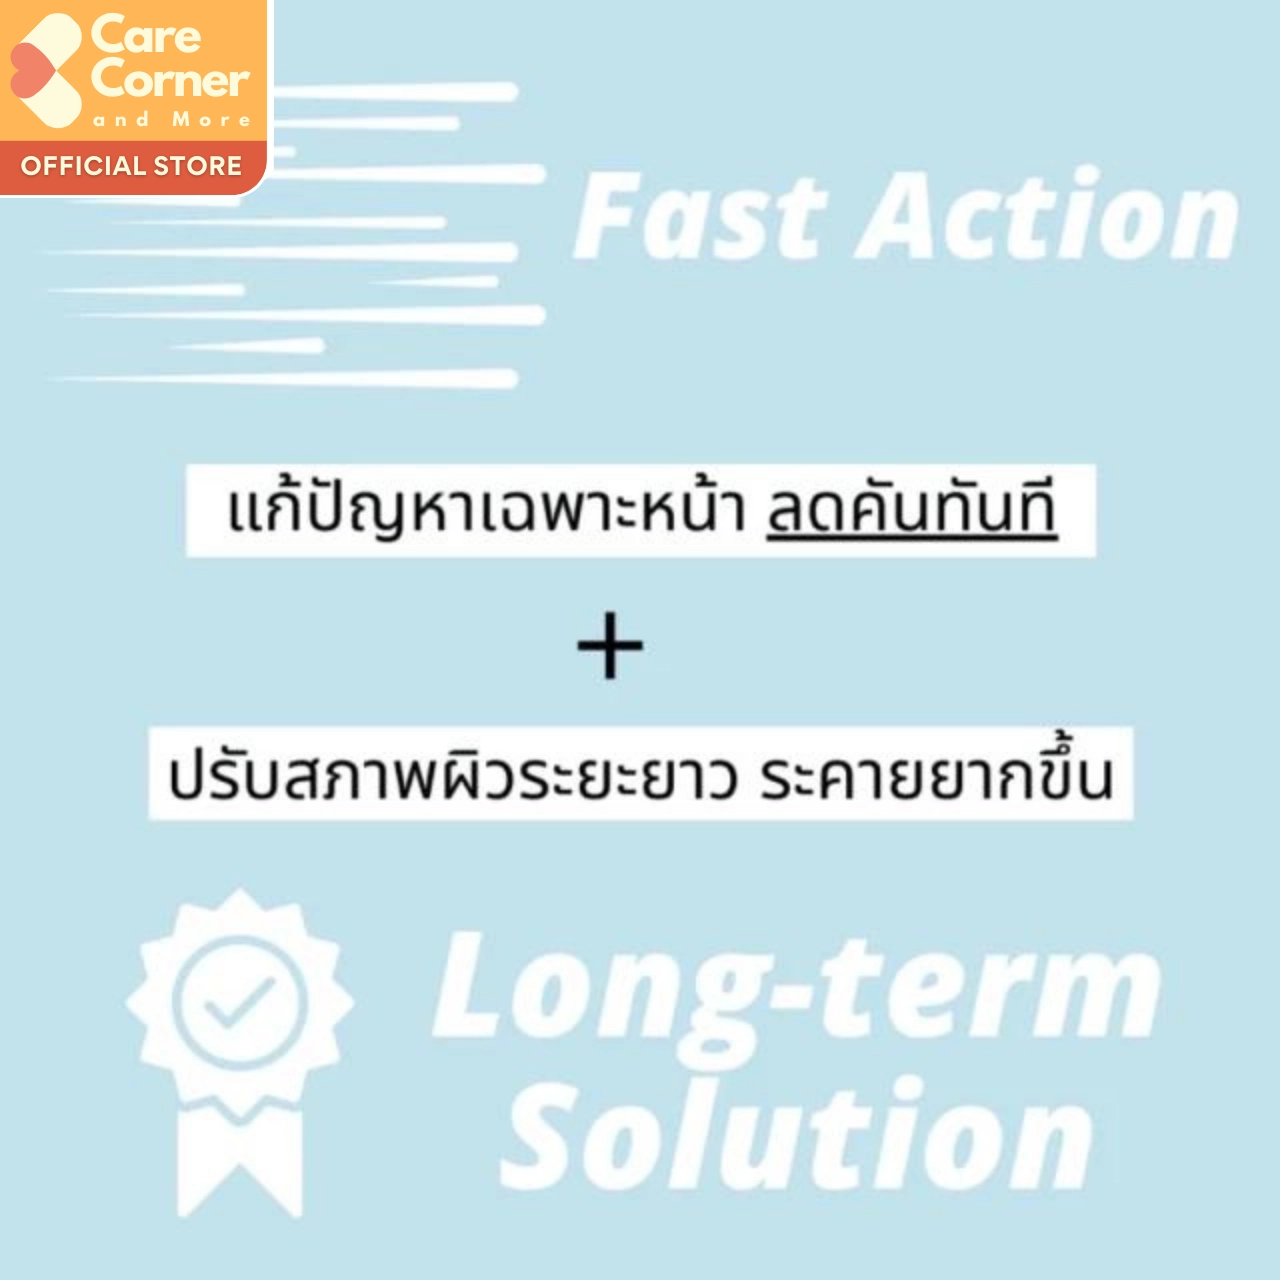 Care
Corner
and More
OFFICIAL STORE
Fast Action
แก้ปัญหาเฉพาะหน้า ลดคันทันที
+
ปรับสภาพผิวระยะยาว ระคายยากขึ้น
Long-term
Solution